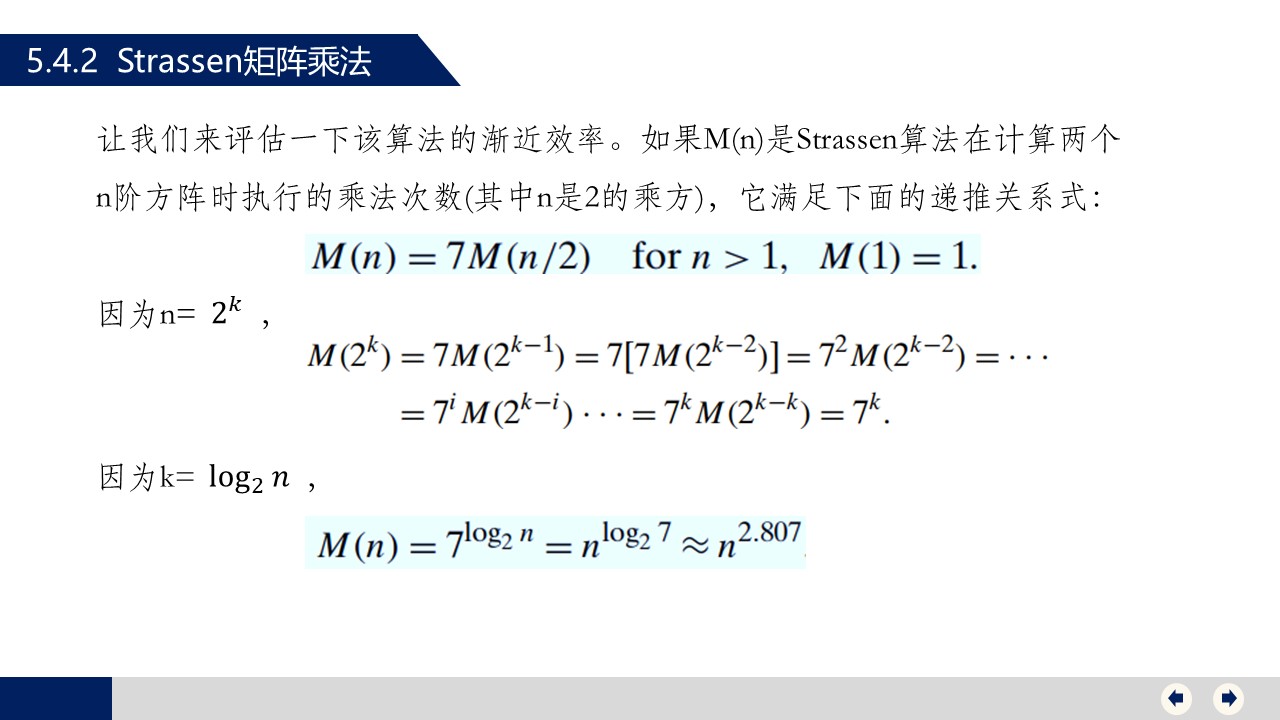 5.4.2 Strassen矩阵乘法
让我们来评估一下该算法的渐近效率。如果M(n)是Strassen算法在计算两个
n阶方阵时执行的乘法次数(其中n是2的乘方)，它满足下面的递推关系式：
M(n) = 7M(n/2) for n > 1, M(1) = 1.
因为n= 2^k ，
M(2^k) = 7M(2^{k−1}) = 7[7M(2^{k−2})] = 7^2 M(2^{k−2}) = · · ·
= 7^i M(2^{k−i}) · · · = 7^k M(2^{k−k}) = 7^k.
因为k= log_2 n ，
M(n) = 7^{log_2 n} = n^{log_2 7} ≈ n^{2.807}